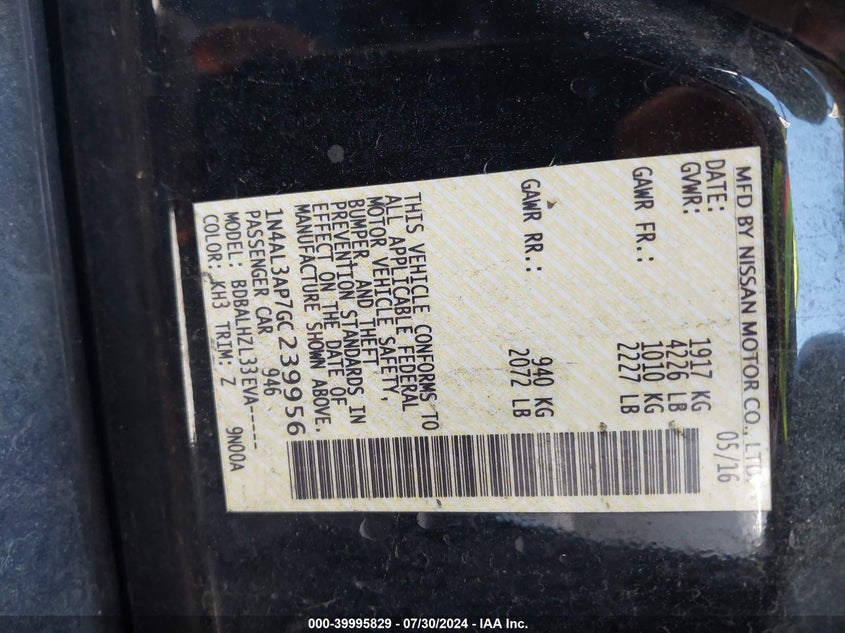 MFD BY NISSAN MOTOR CO., LTD.
DATE: 05/16
GVWR: 1917 KG
4226 LB
GAWR FR.: 1010 KG
2227 LB
GAWR RR.: 940 KG
2072 LB
THIS VEHICLE CONFORMS TO
ALL APPLICABLE FEDERAL
MOTOR VEHICLE SAFETY,
BUMPER, AND THEFT
PREVENTION STANDARDS IN
EFFECT ON THE DATE OF
MANUFACTURE SHOWN ABOVE.
1N4AL3AP7GC239956
PASSENGER CAR 946
MODEL: BDBALHZL33EVA-----
COLOR: KH3 TRIM: Z 9N00A
000-39995829 - 07/30/2024 - IAA Inc.